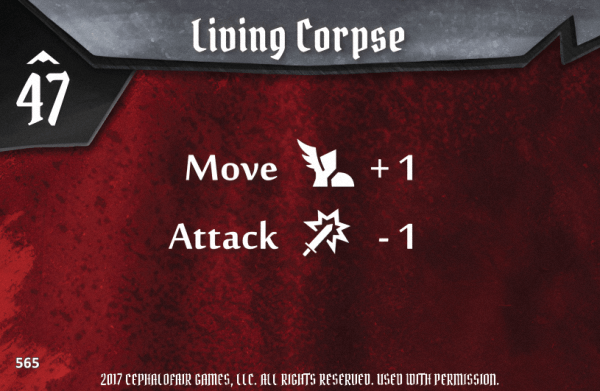 Living Corpse
47
Move + 1
Attack - 1
565
2017 CEPHALOFAIR GAMES, LLC. ALL RIGHTS RESERVED. USED WITH PERMISSION.